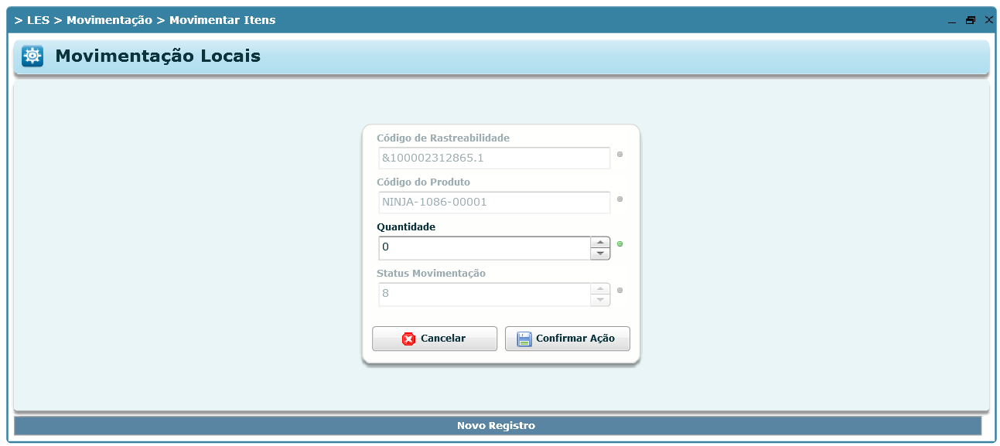 > LES > Movimentação > Movimentar Itens
Movimentação Locais
Código de Rastreabilidade
&100002312865.1
Código do Produto
NINJA-1086-00001
Quantidade
0
Status Movimentação
8
Cancelar
Confirmar Ação
Novo Registro